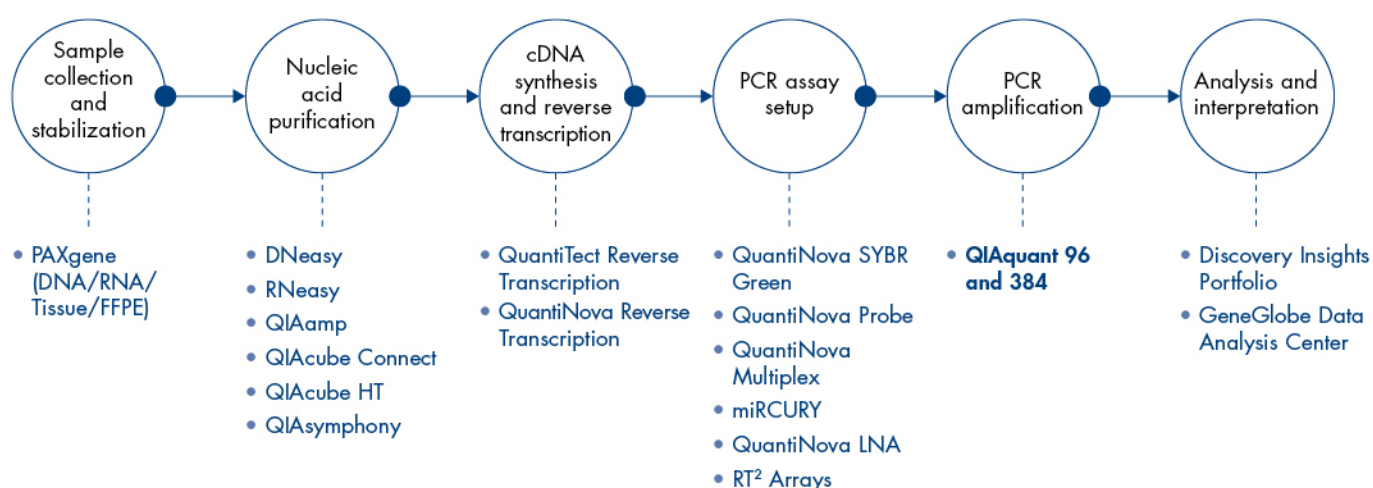 Sample
collection
and
stabilization
Nucleic
acid
purification
cDNA
synthesis
and reverse
transcription
PCR assay
setup
PCR
amplification
Analysis and
interpretation
• PAXgene
(DNA/RNA/
Tissue/FFPE)
• DNeasy
• RNeasy
• QIAamp
• QIAcube Connect
• QIAcube HT
• QIAsymphony
• QuantiTect Reverse
Transcription
• QuantiNova Reverse
Transcription
• QuantiNova SYBR
Green
• QuantiNova Probe
• QuantiNova
Multiplex
• miRCURY
• QuantiNova LNA
• RT² Arrays
• QIAquant 96
and 384
• Discovery Insights
Portfolio
• GeneGlobe Data
Analysis Center